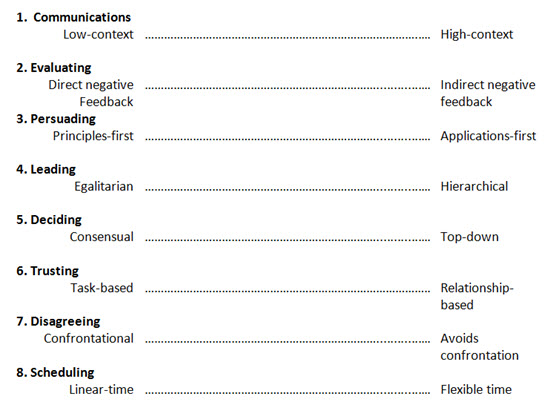 1. Communications
Low-context ........................................................................... High-context
2. Evaluating
Direct negative ........................................................................... Indirect negative
Feedback feedback
3. Persuading
Principles-first ........................................................................... Applications-first
4. Leading
Egalitarian ........................................................................... Hierarchical
5. Deciding
Consensual ........................................................................... Top-down
6. Trusting
Task-based ........................................................................... Relationship-
based
7. Disagreeing
Confrontational ........................................................................... Avoids
confrontation
8. Scheduling
Linear-time ........................................................................... Flexible time